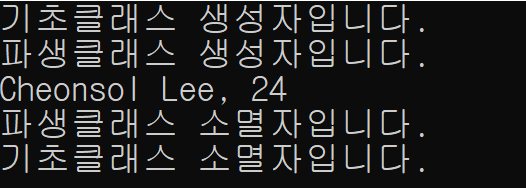 기초클래스 생성자입니다.
파생클래스 생성자입니다.
Cheonsol Lee, 24
파생클래스 소멸자입니다.
기초클래스 소멸자입니다.